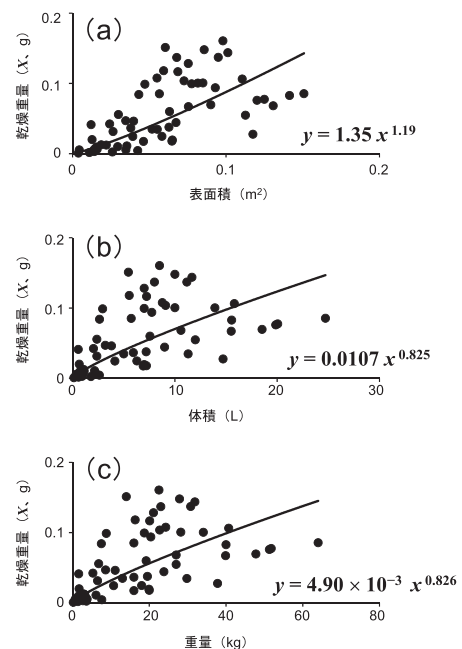 (a)
0.2
0.1
0
乾燥重量（X、g）
y = 1.35 x^1.19
0
0.1
0.2
表面積（m²）
(b)
0.2
0.1
0
乾燥重量（X、g）
y = 0.0107 x^0.825
0
10
20
30
体積（L）
(c)
0.2
0.1
0
乾燥重量（X、g）
y = 4.90 × 10⁻³ x^0.826
0
20
40
60
80
重量（kg）